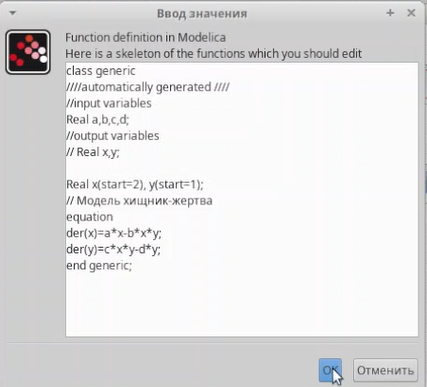 Ввод значения
Function definition in Modelica
Here is a skeleton of the functions which you should edit
class generic
////automatically generated ////
//input variables
Real a,b,c,d;
//output variables
// Real x,y;
Real x(start=2), y(start=1);
// Модель хищник-жертва
equation
der(x)=a*x-b*x*y;
der(y)=c*x*y-d*y;
end generic;
OK Отменить